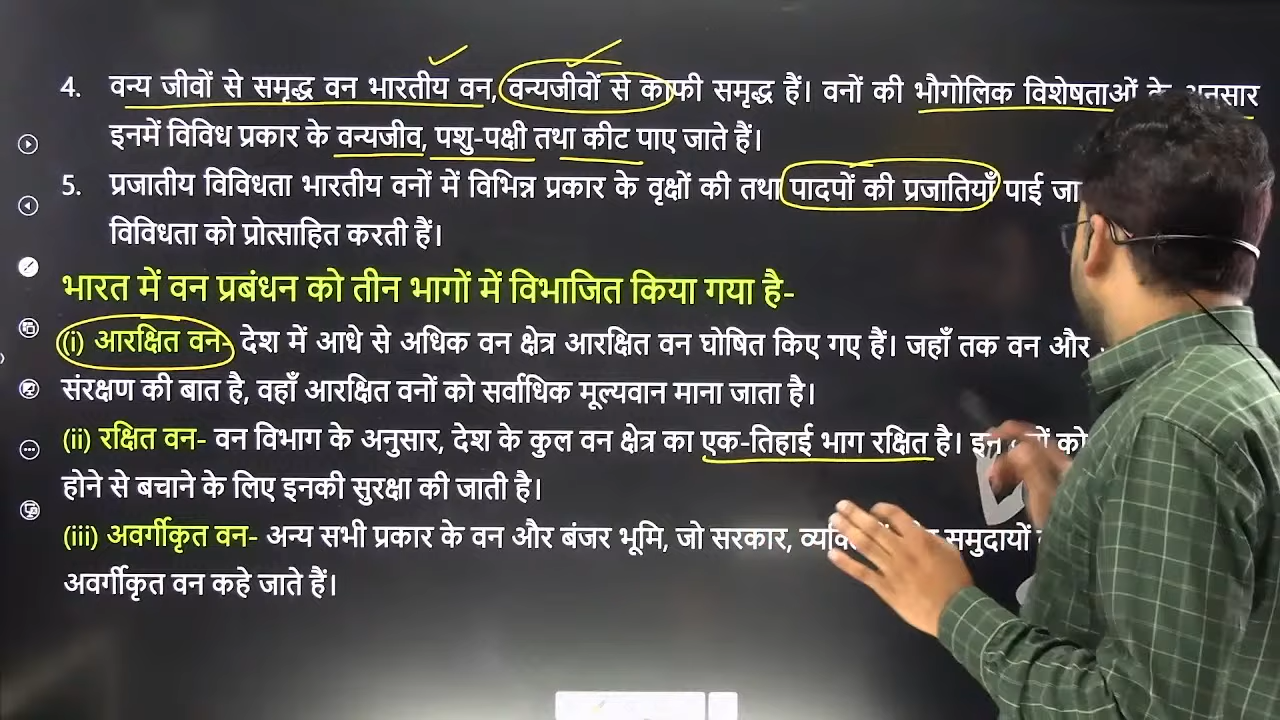 4. वन्य जीवों से समृद्ध वन भारतीय वन, वन्यजीवों से काफी समृद्ध हैं। वनों की भौगोलिक विशेषताओं के अनुसार
इनमें विविध प्रकार के वन्यजीव, पशु-पक्षी तथा कीट पाए जाते हैं।
5. प्रजातीय विविधता भारतीय वनों में विभिन्न प्रकार के वृक्षों की तथा पादपों की प्रजातियाँ पाई जा
विविधता को प्रोत्साहित करती हैं।
भारत में वन प्रबंधन को तीन भागों में विभाजित किया गया है-
(i) आरक्षित वन- देश में आधे से अधिक वन क्षेत्र आरक्षित वन घोषित किए गए हैं। जहाँ तक वन और
संरक्षण की बात है, वहाँ आरक्षित वनों को सर्वाधिक मूल्यवान माना जाता है।
(ii) रक्षित वन- वन विभाग के अनुसार, देश के कुल वन क्षेत्र का एक-तिहाई भाग रक्षित है। इन को
होने से बचाने के लिए इनकी सुरक्षा की जाती है।
(iii) अवर्गीकृत वन- अन्य सभी प्रकार के वन और बंजर भूमि, जो सरकार, समुदायों
अवर्गीकृत वन कहे जाते हैं।